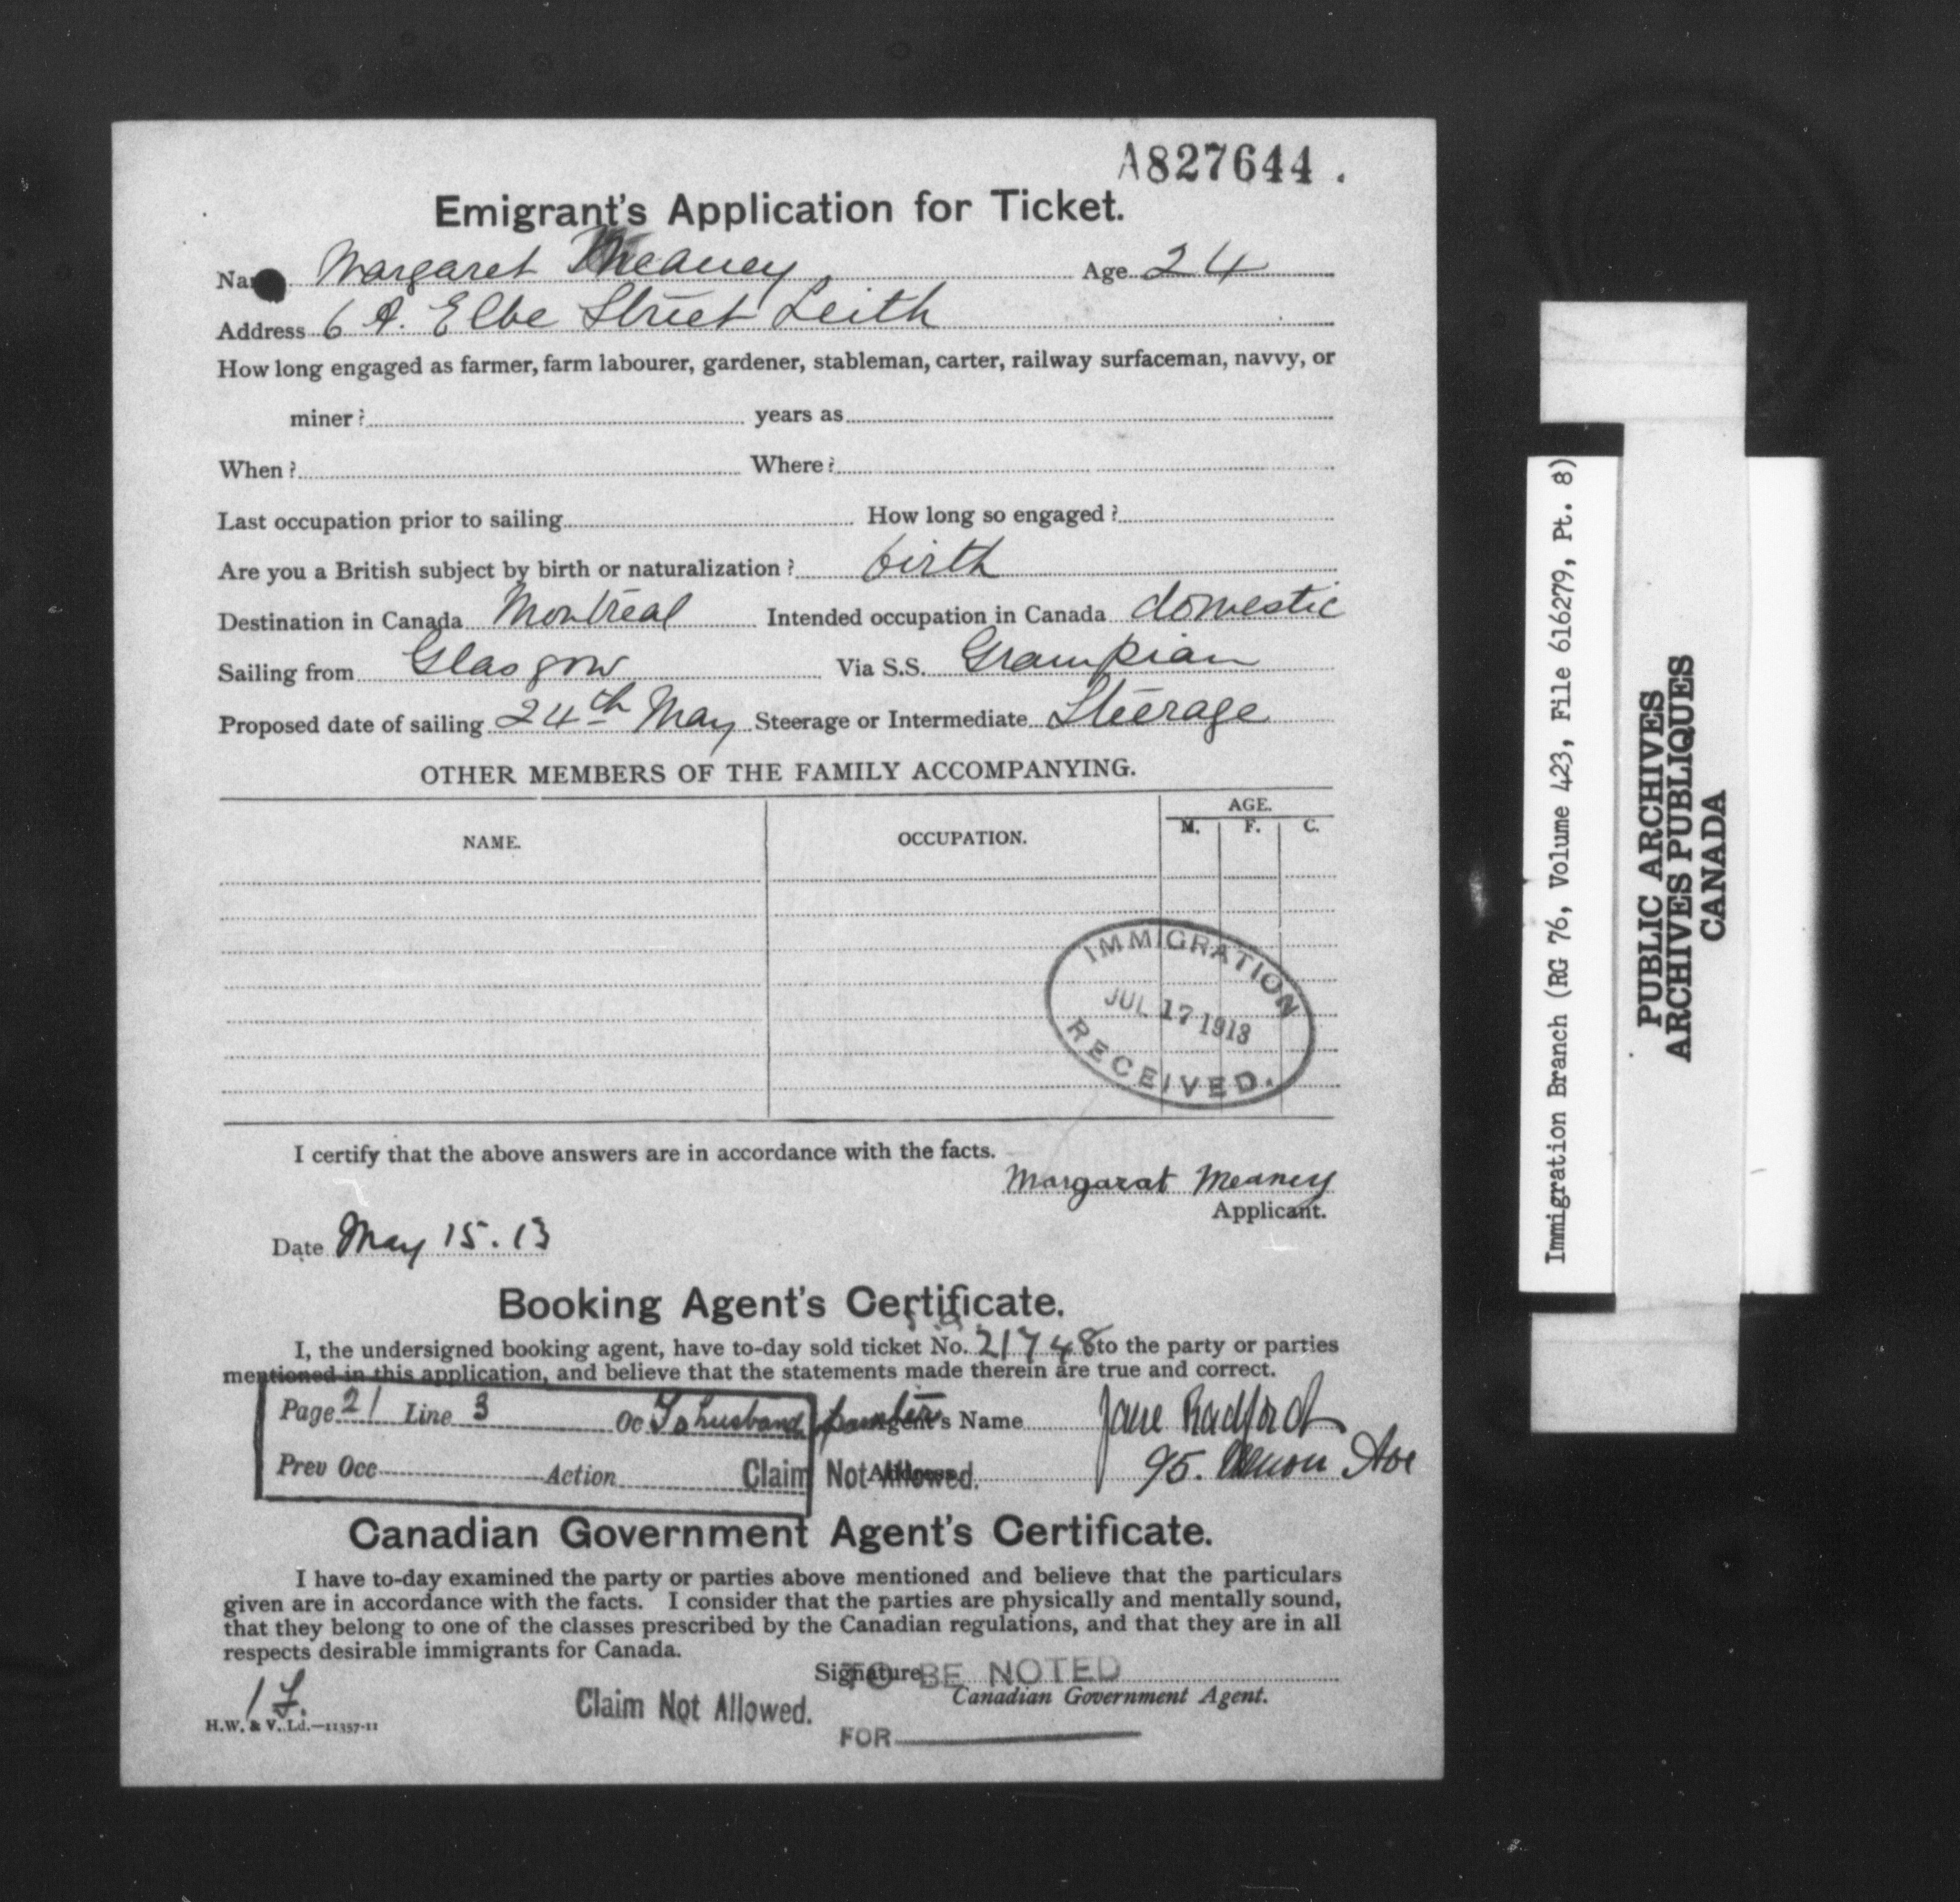 A827644.
Emigrant's Application for Ticket.
Na Margaret Meaney Age 24
Address 6 A. Elbe Street Leith
How long engaged as farmer, farm labourer, gardener, stableman, carter, railway surfaceman, navvy, or
miner? years as
When? Where?
Last occupation prior to sailing How long so engaged?
Are you a British subject by birth or naturalization? birth
Destination in Canada Montreal Intended occupation in Canada domestic
Sailing from Glasgow Via S.S. Grampian
Proposed date of sailing 24th May Steerage or Intermediate Steerage
OTHER MEMBERS OF THE FAMILY ACCOMPANYING.
AGE.
NAME. OCCUPATION. M. F. C.
IMMIGRATION
JUL 17 1913
RECEIVED.
I certify that the above answers are in accordance with the facts.
Margarat Meaney
Applicant.
Date May 15.13
Booking Agent's Certificate.
I, the undersigned booking agent, have to-day sold ticket No. 21748 to the party or parties
mentioned in this application, and believe that the statements made therein are true and correct.
Page 21 Line 3 Oc To husband Agent's Name Jane Radford
Prev Occ Action Claim Not Allowed. Address 95. Ave
Canadian Government Agent's Certificate.
I have to-day examined the party or parties above mentioned and believe that the particulars
given are in accordance with the facts. I consider that the parties are physically and mentally sound,
that they belong to one of the classes prescribed by the Canadian regulations, and that they are in all
respects desirable immigrants for Canada.
Signature TO BE NOTED
Canadian Government Agent.
1 F.
H.W. & V. Ld.—11357-11
Claim Not Allowed.
FOR
Immigration Branch (RG 76, Volume 423, File 616279, Pt. 8)
PUBLIC ARCHIVES
ARCHIVES PUBLIQUES
CANADA